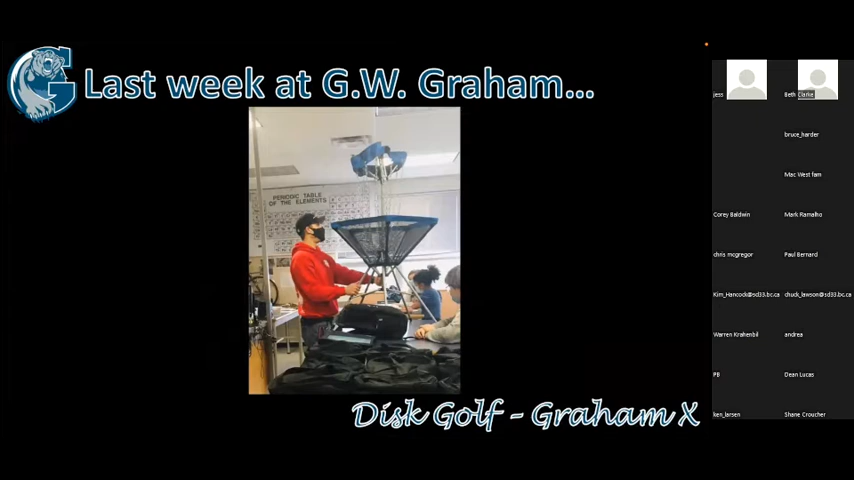 Last week at G.W. Graham...
PERIODIC TABLE
OF THE ELEMENTS
Disk Golf - Graham X
jess
Beth Clarke
bruce_harder
Mac West fam
Corey Baldwin
Mark Ramalho
chris mcgregor
Paul Bernard
Kim_Hancock@sd33.bc.ca
chuck_lawson@sd33.bc.ca
Warren Krahenbil
andrea
PB
Dean Lucas
ken_larsen
Shane Croucher